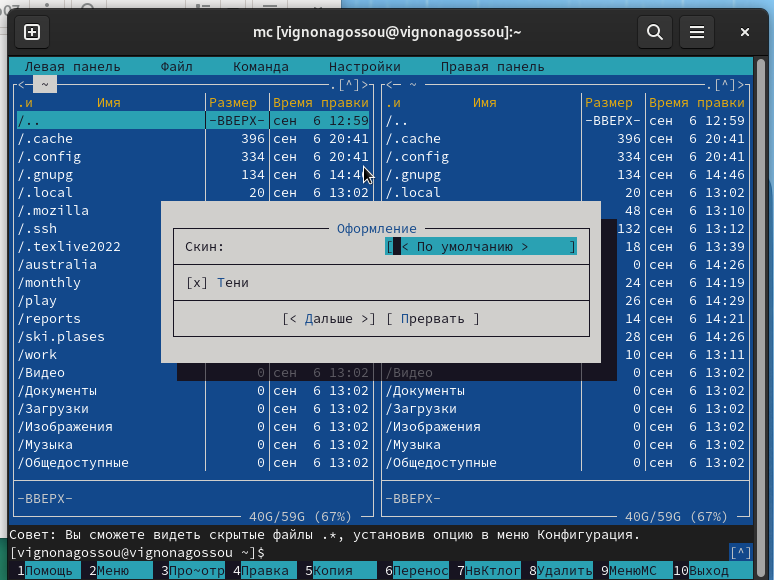 mc [vignonagossou@vignonagossou]:~
Левая панель Файл Команда Настройки Правая панель
<— ~ .[^]> <— ~ .[^]>
.и Имя Размер Время правки .и Имя Размер Время правки
/.. -ВВЕРХ- сен 6 12:59 /.. -ВВЕРХ- сен 6 12:59
/.cache 396 сен 6 20:41 /.cache 396 сен 6 20:41
/.config 334 сен 6 20:41 /.config 334 сен 6 20:41
/.gnupg 134 сен 6 14:46 /.gnupg 134 сен 6 14:46
/.local 20 сен 6 13:02 /.local 20 сен 6 13:02
/.mozilla 48 сен 6 13:10
/.ssh Оформление 132 сен 6 13:12
/.texlive2022 Скин: [ < По умолчанию > ] 18 сен 6 13:39
/australia 0 сен 6 14:26
/monthly [x] Тени 24 сен 6 14:19
/play 26 сен 6 14:29
/reports [< Дальше >] [ Прервать ] 14 сен 6 14:21
/ski.plases 28 сен 6 14:26
/work 10 сен 6 13:11
/Видео 0 сен 6 13:02 /Видео 0 сен 6 13:02
/Документы 0 сен 6 13:02 /Документы 0 сен 6 13:02
/Загрузки 0 сен 6 13:02 /Загрузки 0 сен 6 13:02
/Изображения 0 сен 6 13:02 /Изображения 0 сен 6 13:02
/Музыка 0 сен 6 13:02 /Музыка 0 сен 6 13:02
/Общедоступные 0 сен 6 13:02 /Общедоступные 0 сен 6 13:02
-ВВЕРХ- -ВВЕРХ-
40G/59G (67%) 40G/59G (67%)
Совет: Вы сможете видеть скрытые файлы .*, установив опцию в меню Конфигурация.
[vignonagossou@vignonagossou ~]$ [^]
1Помощь 2Меню 3Про~отр 4Правка 5Копия 6Перенос 7НвКтлог 8Удалить 9МенюМС 10Выход